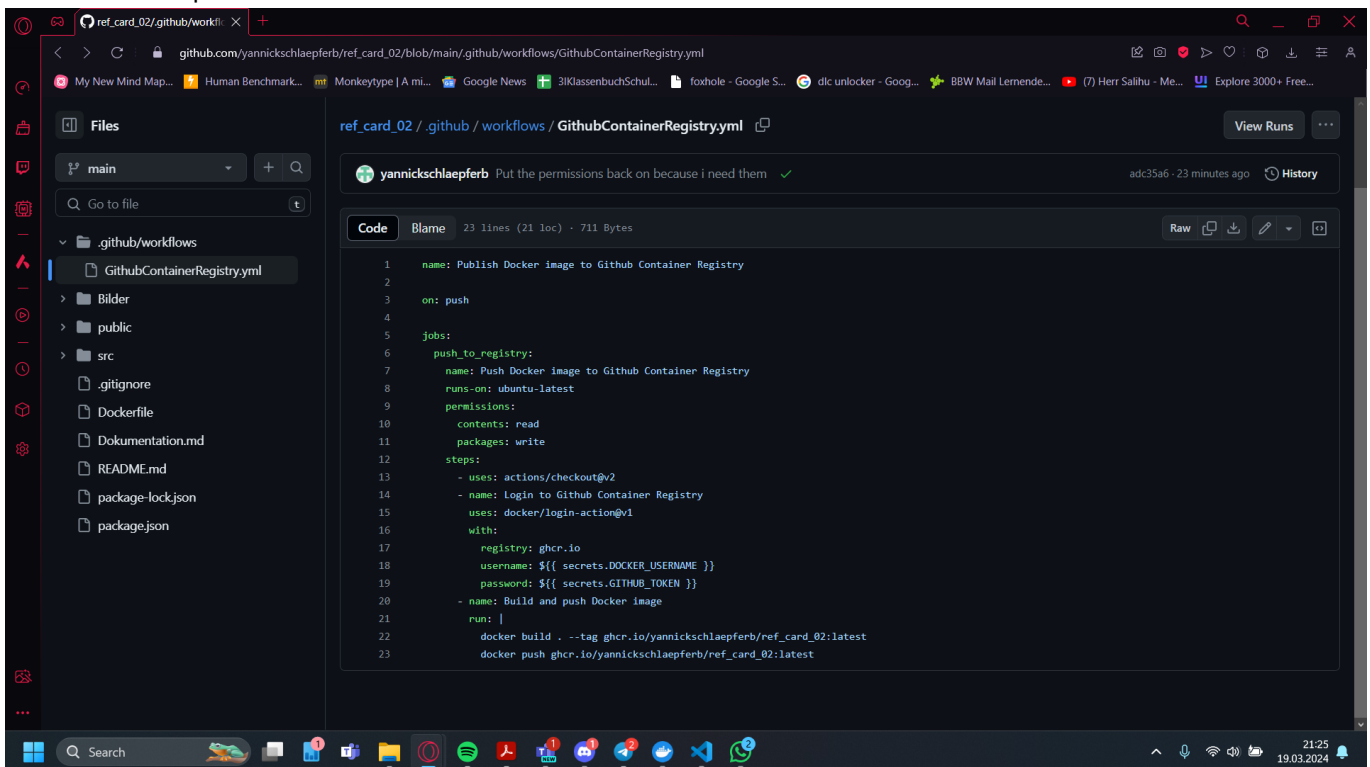 ref_card_02/.github/workflo
github.com/yannickschlaepferb/ref_card_02/blob/main/.github/workflows/GithubContainerRegistry.yml
My New Mind Map... Human Benchmark... Monkeytype | A mi... Google News 3IKlassenbuchSchul... foxhole - Google S... dlc unlocker - Goog... BBW Mail Lernende... (7) Herr Salihu - Me... Explore 3000+ Free...
Files
ref_card_02 / .github / workflows / GithubContainerRegistry.yml
View Runs
main
yannickschlaepferb Put the permissions back on because i need them
adc35a6 · 23 minutes ago History
Go to file t
Code Blame 23 lines (21 loc) · 711 Bytes
Raw
.github/workflows
GithubContainerRegistry.yml
Bilder
public
src
.gitignore
Dockerfile
Dokumentation.md
README.md
package-lock.json
package.json
1 name: Publish Docker image to Github Container Registry
2
3 on: push
4
5 jobs:
6 push_to_registry:
7 name: Push Docker image to Github Container Registry
8 runs-on: ubuntu-latest
9 permissions:
10 contents: read
11 packages: write
12 steps:
13 - uses: actions/checkout@v2
14 - name: Login to Github Container Registry
15 uses: docker/login-action@v1
16 with:
17 registry: ghcr.io
18 username: ${{ secrets.DOCKER_USERNAME }}
19 password: ${{ secrets.GITHUB_TOKEN }}
20 - name: Build and push Docker image
21 run: |
22 docker build . --tag ghcr.io/yannickschlaepferb/ref_card_02:latest
23 docker push ghcr.io/yannickschlaepferb/ref_card_02:latest
Search
21:25
19.03.2024